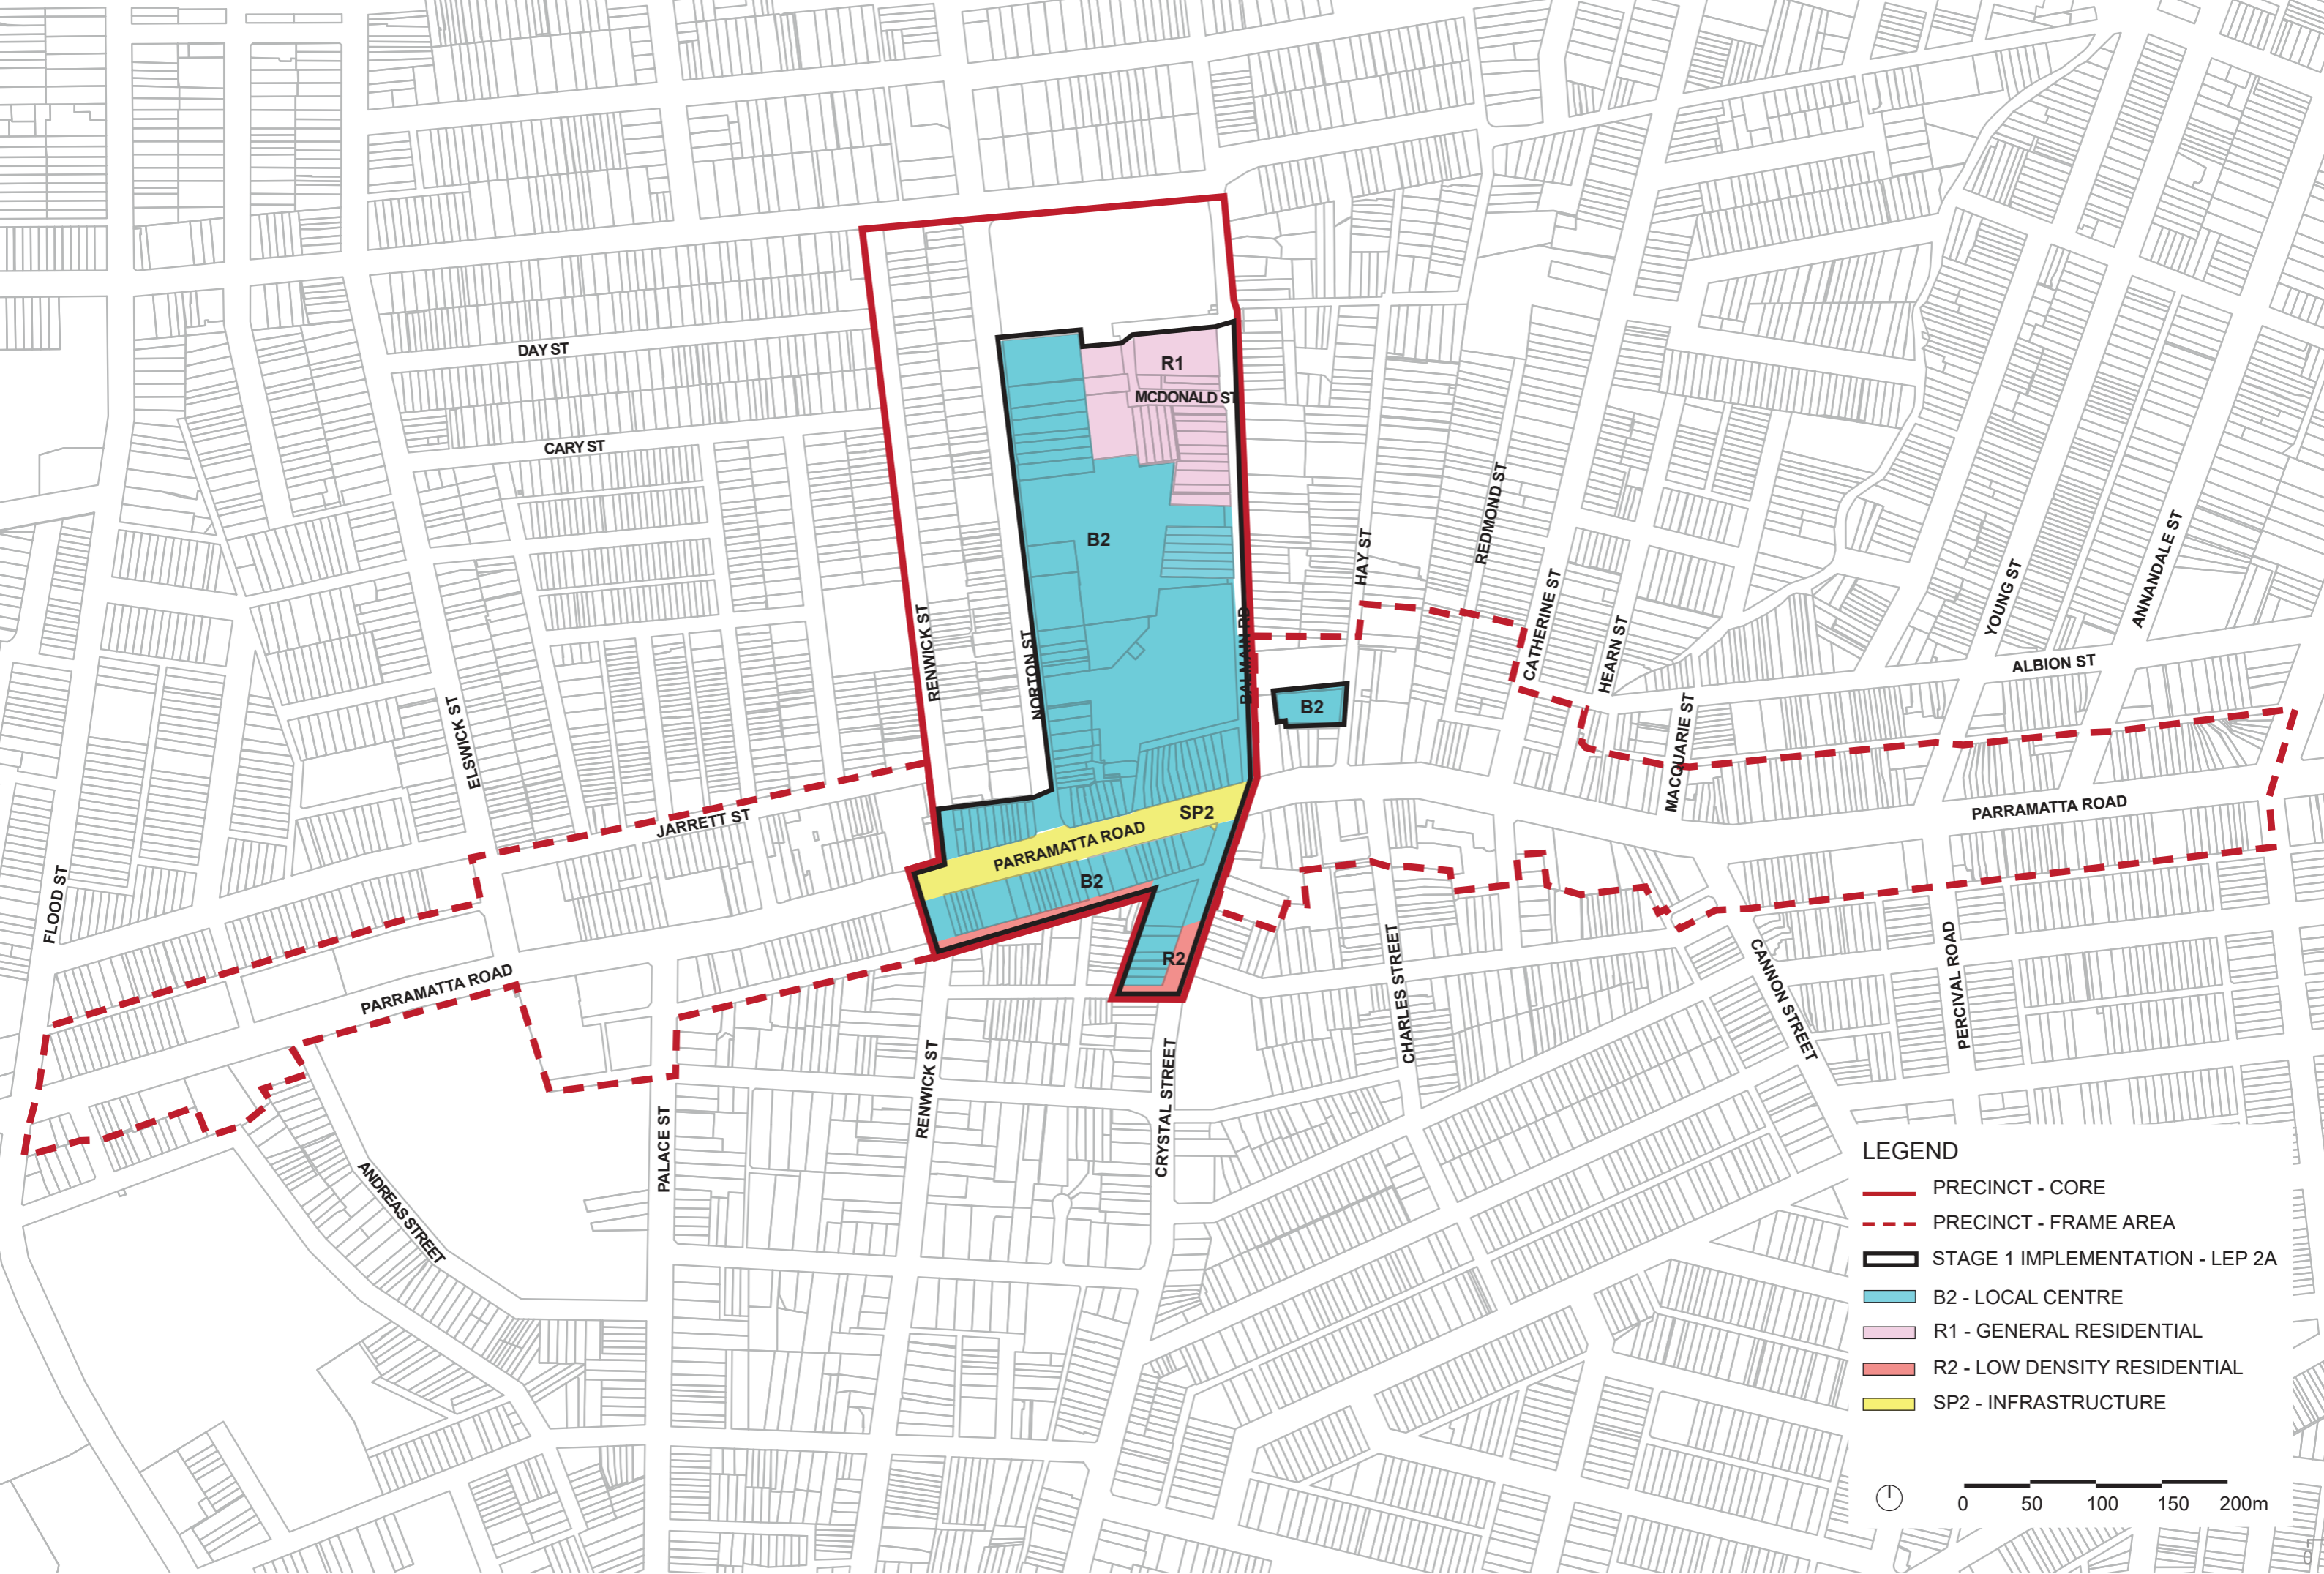 DAY ST
R1
MCDONALD ST
CARY ST
B2
REDMOND ST
HAY ST
ANNANDALE ST
YOUNG ST
CATHERINE ST
HEARN ST
RENWICK ST
NORTON ST
BALMAIN RD
ALBION ST
B2
ELSWICK ST
MACQUARIE ST
JARRETT ST
SP2
PARRAMATTA ROAD
PARRAMATTA ROAD
FLOOD ST
B2
PARRAMATTA ROAD
R2
CHARLES STREET
CANNON STREET
PERCIVAL ROAD
RENWICK ST
CRYSTAL STREET
PALACE ST
ANDREAS STREET
LEGEND
PRECINCT - CORE
PRECINCT - FRAME AREA
STAGE 1 IMPLEMENTATION - LEP 2A
B2 - LOCAL CENTRE
R1 - GENERAL RESIDENTIAL
R2 - LOW DENSITY RESIDENTIAL
SP2 - INFRASTRUCTURE
0 50 100 150 200m